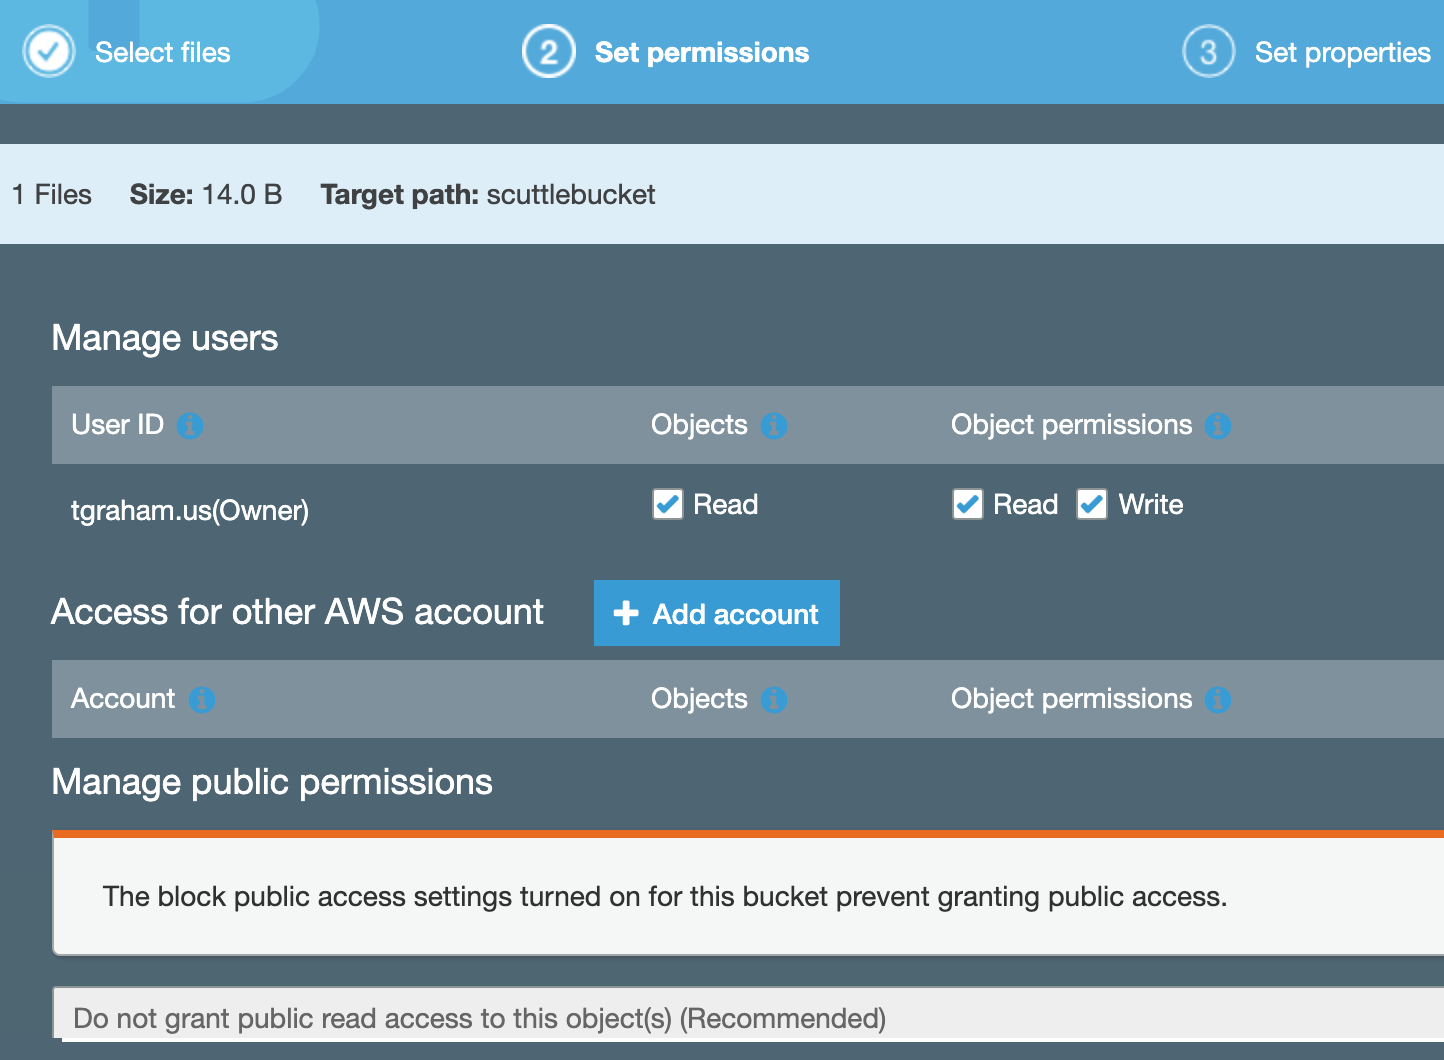 Select files
2 Set permissions
3 Set properties
1 Files Size: 14.0 B Target path: scuttlebucket
Manage users
User ID Objects Object permissions
tgraham.us(Owner) Read Read Write
Access for other AWS account + Add account
Account Objects Object permissions
Manage public permissions
The block public access settings turned on for this bucket prevent granting public access.
Do not grant public read access to this object(s) (Recommended)